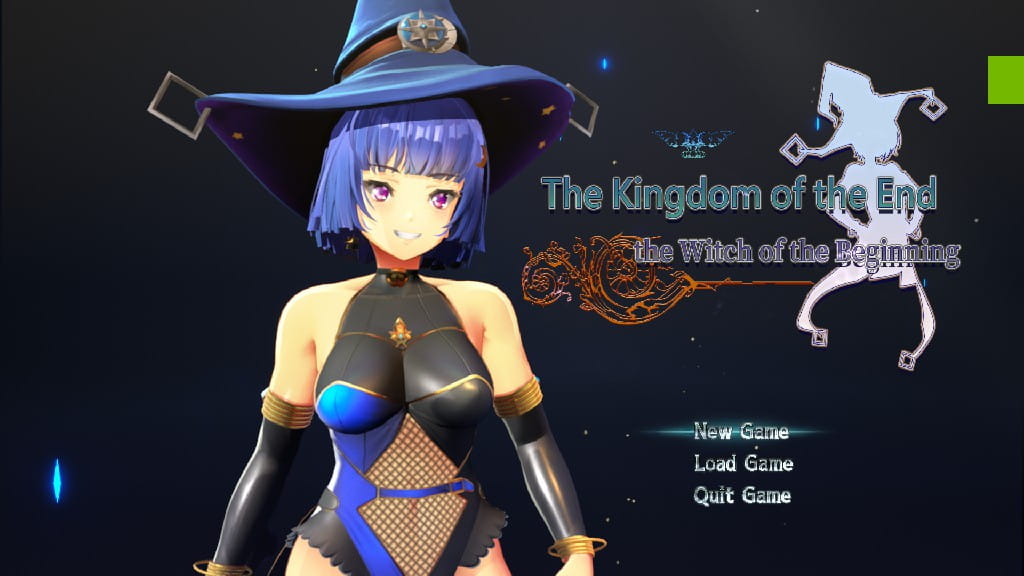 The Kingdom of the End
the Witch of the Beginning
New Game
Load Game
Quit Game